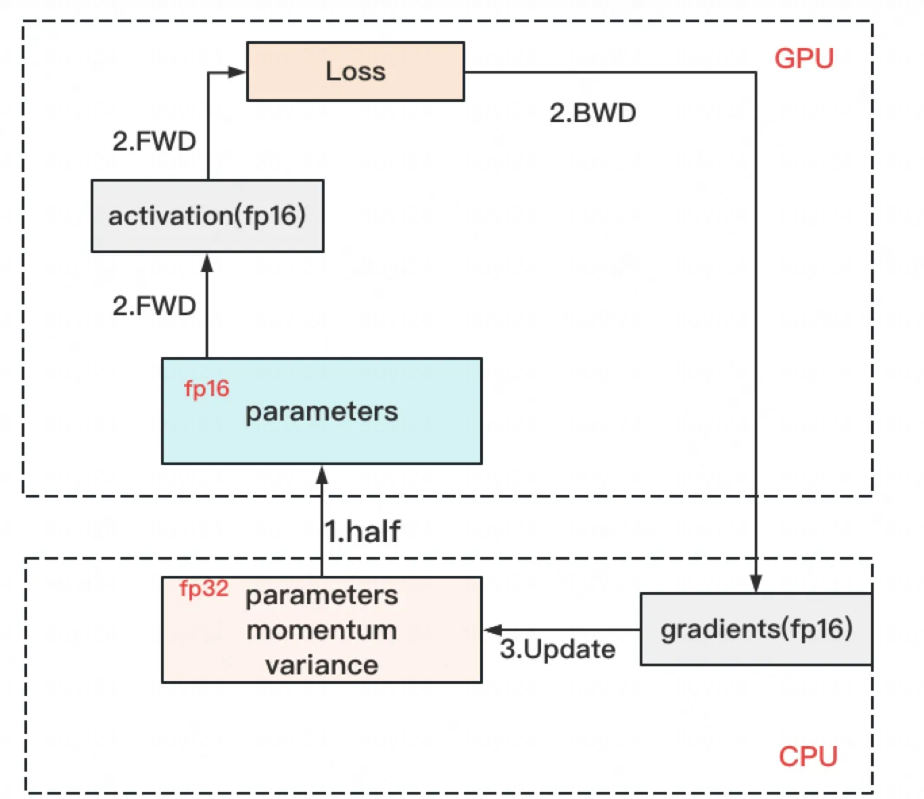 GPU
Loss
2.BWD
2.FWD
activation(fp16)
2.FWD
fp16
parameters
1.half
fp32
parameters
momentum
variance
gradients(fp16)
3.Update
CPU